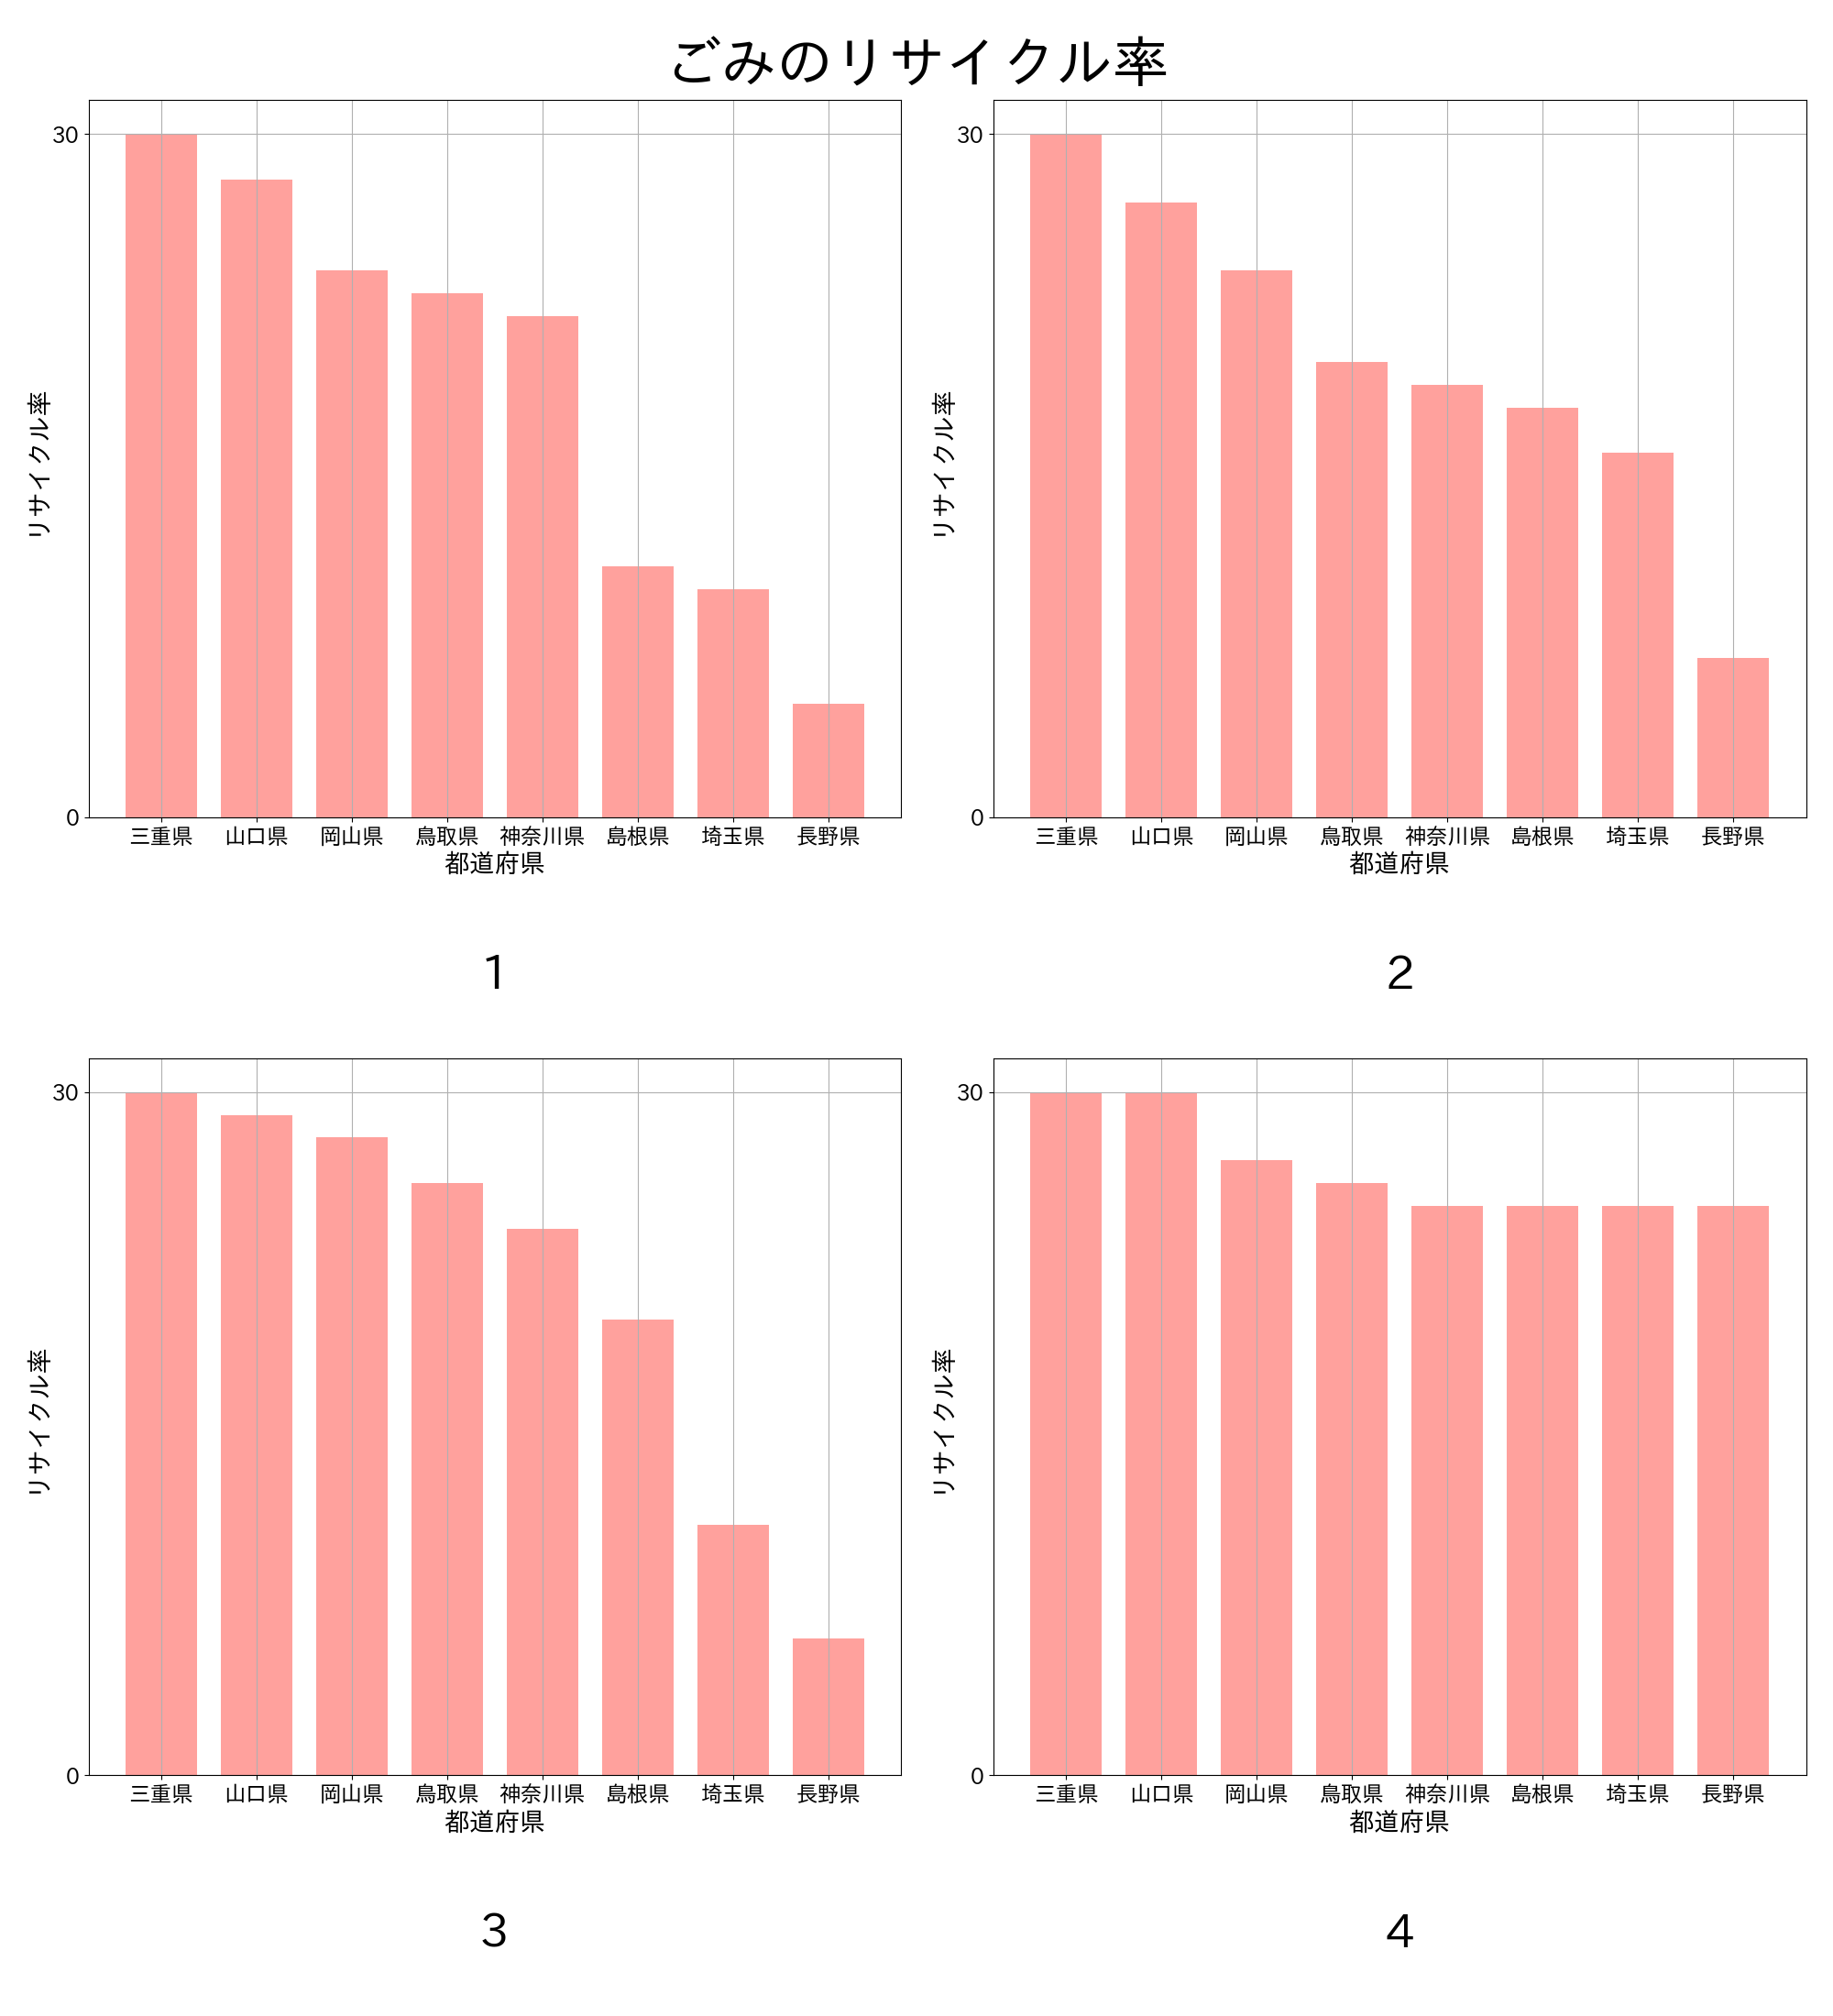 ごみのリサイクル率
30
0
リサイクル率
三重県 山口県 岡山県 鳥取県 神奈川県 島根県 埼玉県 長野県
都道府県
1
30
0
リサイクル率
三重県 山口県 岡山県 鳥取県 神奈川県 島根県 埼玉県 長野県
都道府県
2
30
0
リサイクル率
三重県 山口県 岡山県 鳥取県 神奈川県 島根県 埼玉県 長野県
都道府県
3
30
0
リサイクル率
三重県 山口県 岡山県 鳥取県 神奈川県 島根県 埼玉県 長野県
都道府県
4